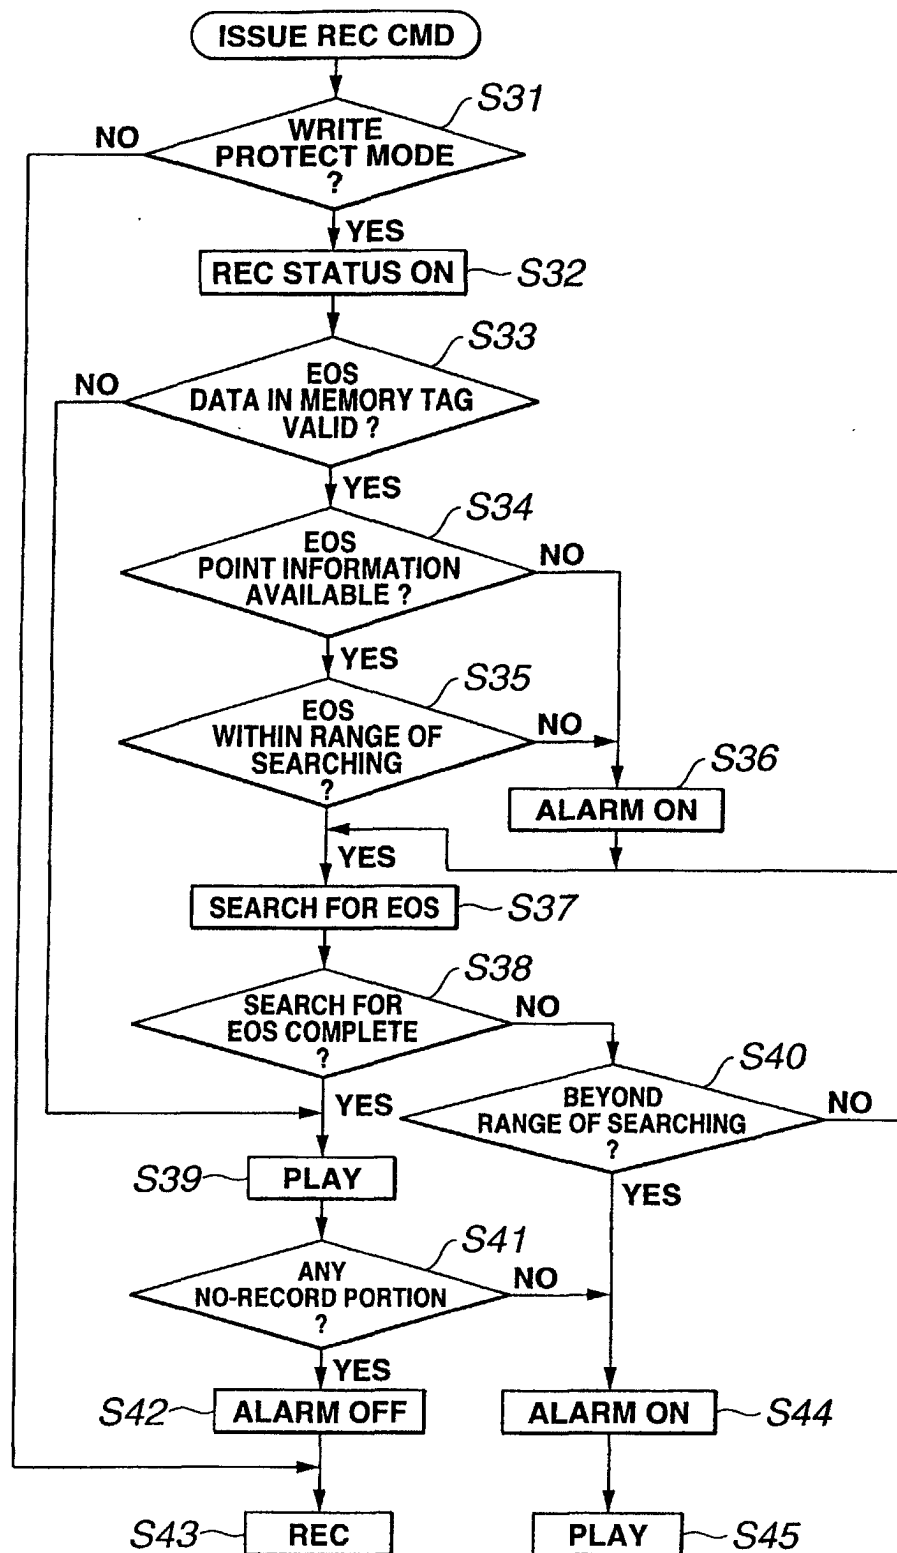 ISSUE REC CMD
S31
NO
WRITE
PROTECT MODE
?
YES
REC STATUS ON
S32
S33
NO
EOS
DATA IN MEMORY TAG
VALID ?
YES
S34
EOS
POINT INFORMATION
AVAILABLE ?
NO
YES
S35
EOS
WITHIN RANGE OF
SEARCHING
?
NO
S36
ALARM ON
YES
SEARCH FOR EOS
S37
S38
SEARCH FOR
EOS COMPLETE
?
NO
S40
BEYOND
RANGE OF SEARCHING
?
NO
YES
YES
S39
PLAY
S41
ANY
NO-RECORD PORTION
?
NO
YES
S42
ALARM OFF
ALARM ON
S44
S43
REC
PLAY
S45